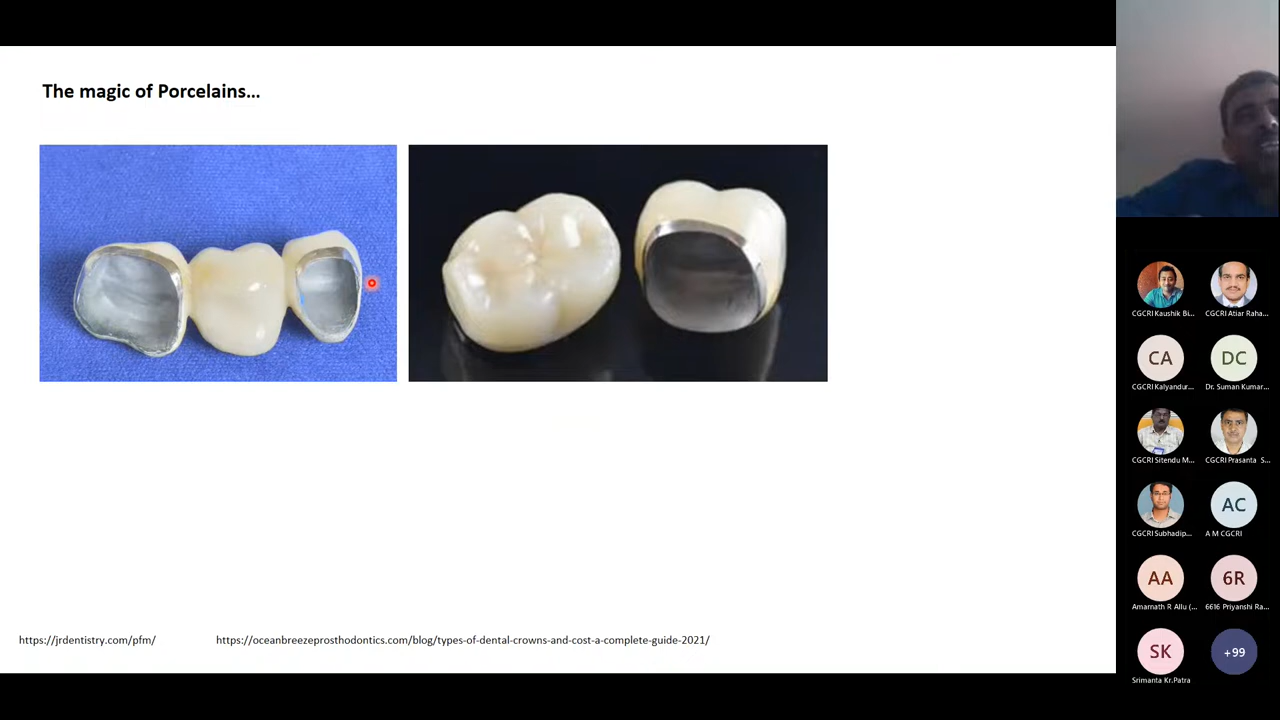 The magic of Porcelains...
https://jrdentistry.com/pfm/
https://oceanbreezeprosthodontics.com/blog/types-of-dental-crowns-and-cost-a-complete-guide-2021/
CGCRI Kaushik Bi...
CGCRI Atiar Raha...
CA
DC
CGCRI Kalyandur...
Dr. Suman Kumar...
CGCRI Sitendu M...
CGCRI Prasanta S...
AC
CGCRI Subhadip...
A M CGCRI
AA
6R
Amarnath R Allu (...
6616 Priyanshi Ra...
SK
+99
Srimanta Kr.Patra